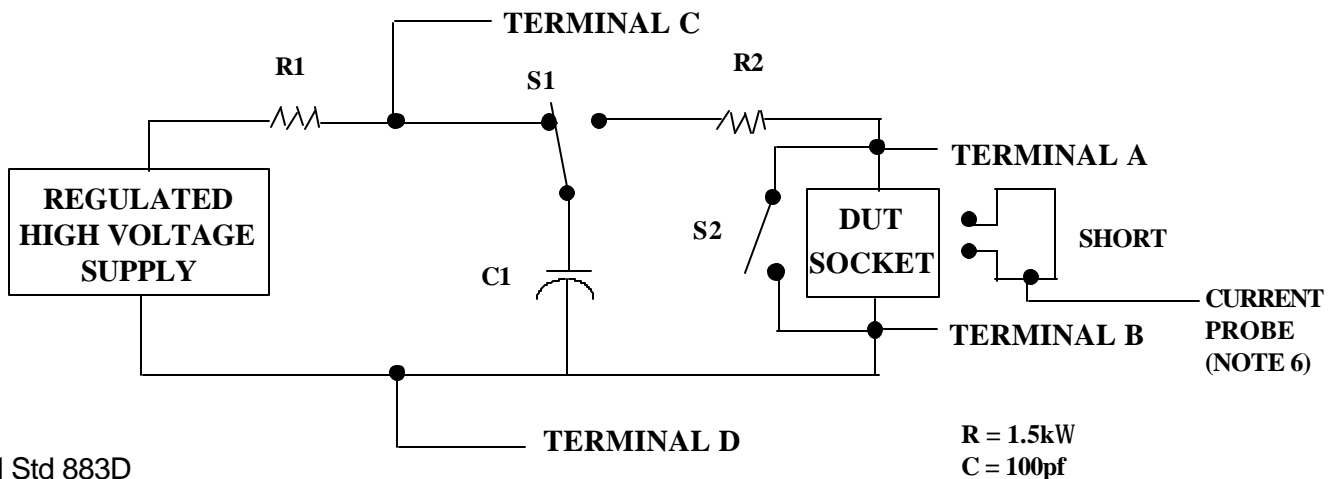 TERMINAL C
R1
S1
R2
TERMINAL A
REGULATED
HIGH VOLTAGE
SUPPLY
DUT
SOCKET
S2
SHORT
C1
CURRENT
PROBE
(NOTE 6)
TERMINAL B
TERMINAL D
R = 1.5kW
C = 100pf
Std 883D